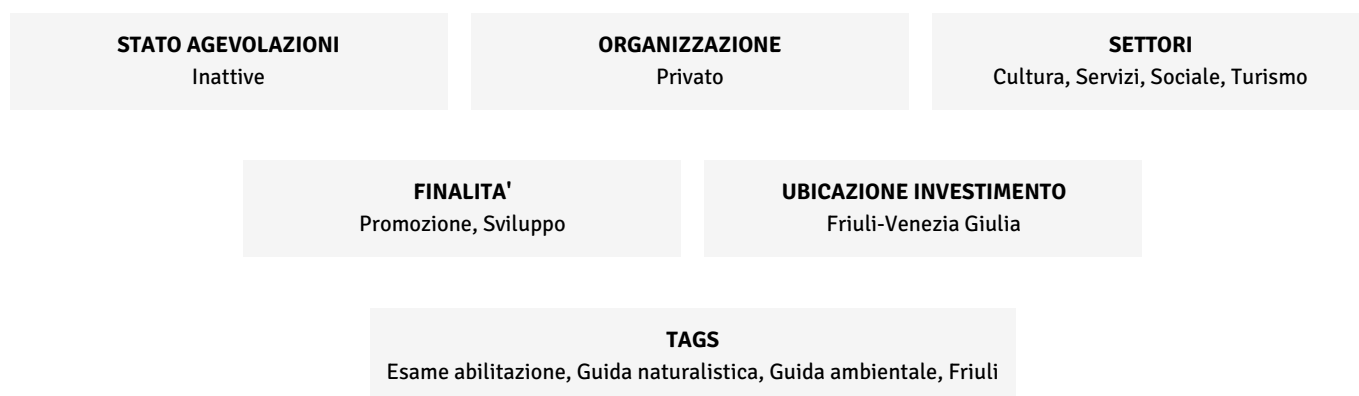 STATO AGEVOLAZIONI
Inattive
ORGANIZZAZIONE
Privato
SETTORI
Cultura, Servizi, Sociale, Turismo
FINALITA'
Promozione, Sviluppo
UBICAZIONE INVESTIMENTO
Friuli-Venezia Giulia
TAGS
Esame abilitazione, Guida naturalistica, Guida ambientale, Friuli